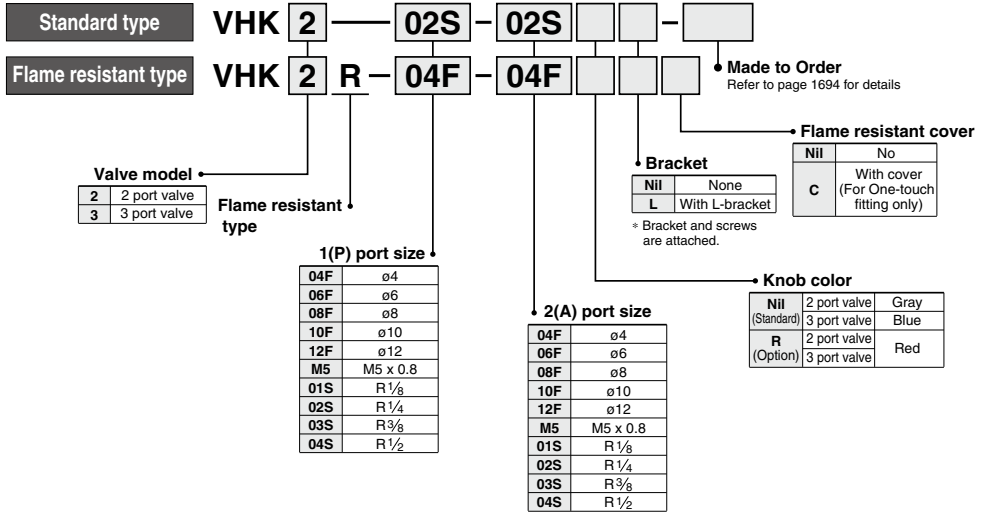 Standard type VHK 2 — 02S – 02S –
Flame resistant type VHK 2 R – 04F – 04F
Made to Order
Refer to page 1694 for details
Flame resistant cover
Nil No
C With cover
(For One-touch
fitting only)
Bracket
Nil None
L With L-bracket
* Bracket and screws
are attached.
Valve model
2 2 port valve
3 3 port valve
Flame resistant
type
1(P) port size
04F ø4
06F ø6
08F ø8
10F ø10
12F ø12
M5 M5 x 0.8
01S R1⁄8
02S R1⁄4
03S R3⁄8
04S R1⁄2
2(A) port size
04F ø4
06F ø6
08F ø8
10F ø10
12F ø12
M5 M5 x 0.8
01S R1⁄8
02S R1⁄4
03S R3⁄8
04S R1⁄2
Knob color
Nil
(Standard)
2 port valve Gray
3 port valve Blue
R
(Option)
2 port valve
3 port valve
Red